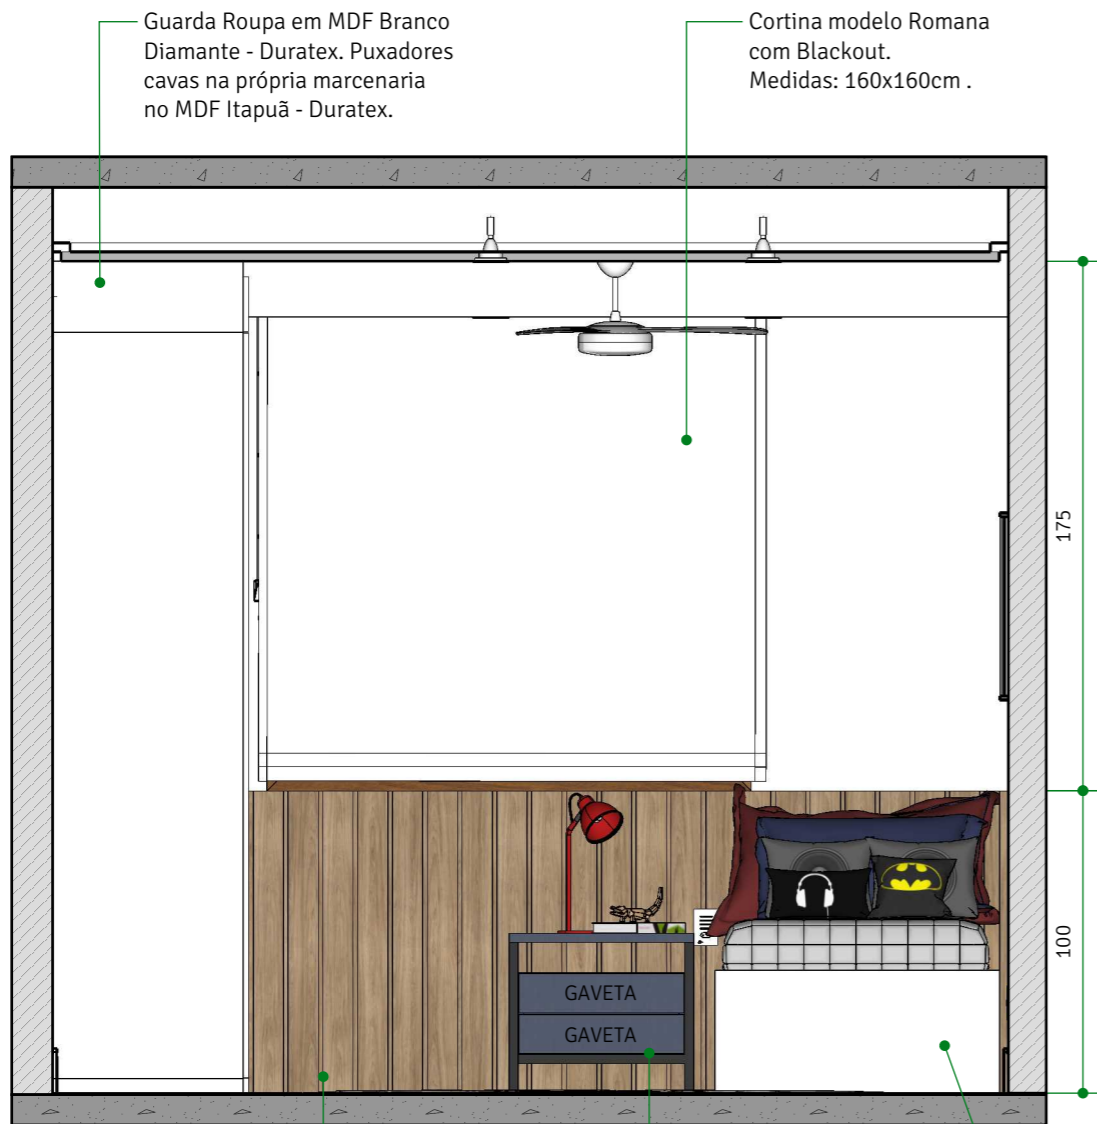 Guarda Roupa em MDF Branco
Diamante - Duratex. Puxadores
cavas na própria marcenaria
no MDF Itapuã - Duratex.
Cortina modelo Romana
com Blackout.
Medidas: 160x160cm .
175
100
GAVETA
GAVETA